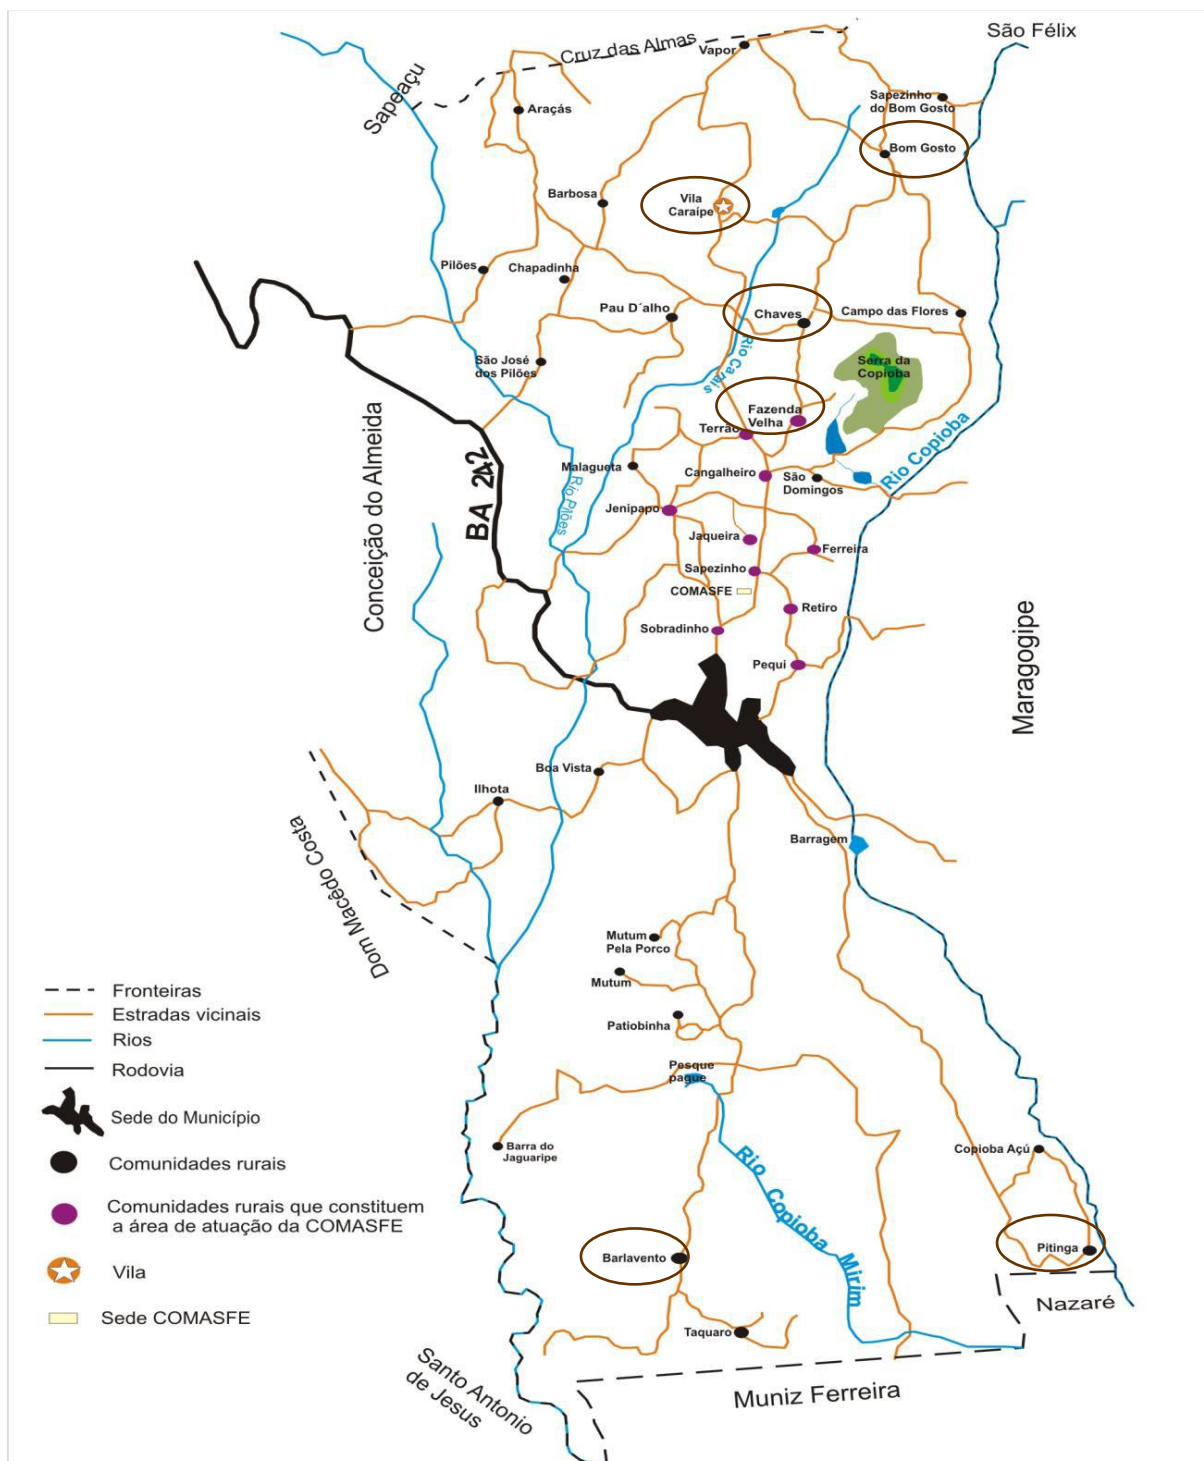 São Félix
Cruz das Almas
Vapor
Sapeaçu
Araçás
Sapezinho
do Bom Gosto
Bom Gosto
Barbosa
Vila
Caraípe
Pilões
Chapadinha
Pau D´alho
Chaves
Campo das Flores
São José
dos Pilões
Rio Carais
Serra da
Copioba
Fazenda
Velha
Terrão
Conceição do Almeida
BA 242
Malagueta
Cangalheiro
São
Domingos
Rio Copioba
Rio Pilões
Jenipapo
Jaqueira
Ferreira
Sapezinho
COMASFE
Retiro
Sobradinho
Pequi
Maragogipe
Boa Vista
Ilhota
Barragem
Dom Macêdo Costa
Mutum
Pela Porco
Mutum
Patiobinha
Pesque
pague
Fronteiras
Estradas vicinais
Rios
Rodovia
Sede do Município
Comunidades rurais
Comunidades rurais que constituem
a área de atuação da COMASFE
Vila
Sede COMASFE
Barra do
Jaguaripe
Rio Copioba Mirim
Copioba Açú
Barlavento
Pitinga
Nazaré
Taquaro
Santo Antonio
de Jesus
Muniz Ferreira